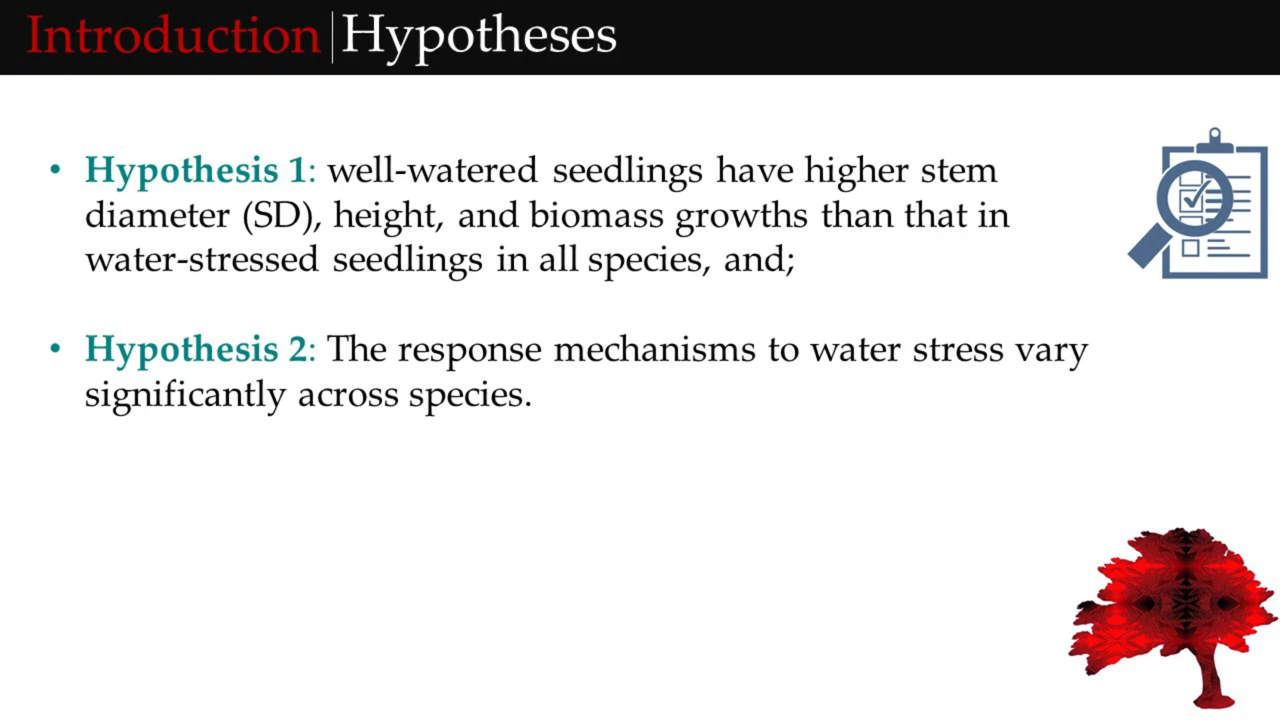 Introduction|Hypotheses
• Hypothesis 1: well-watered seedlings have higher stem
diameter (SD), height, and biomass growths than that in
water-stressed seedlings in all species, and;
• Hypothesis 2: The response mechanisms to water stress vary
significantly across species.